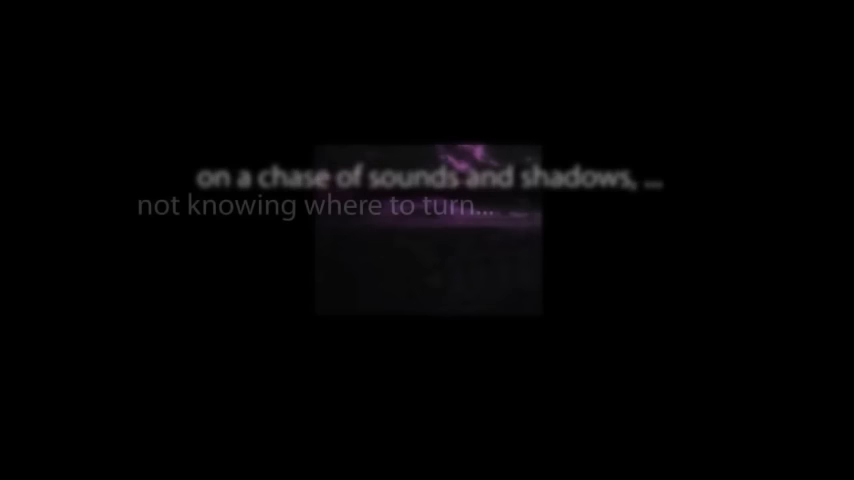 on a chase of sounds and shadows, ...
not knowing where to turn...